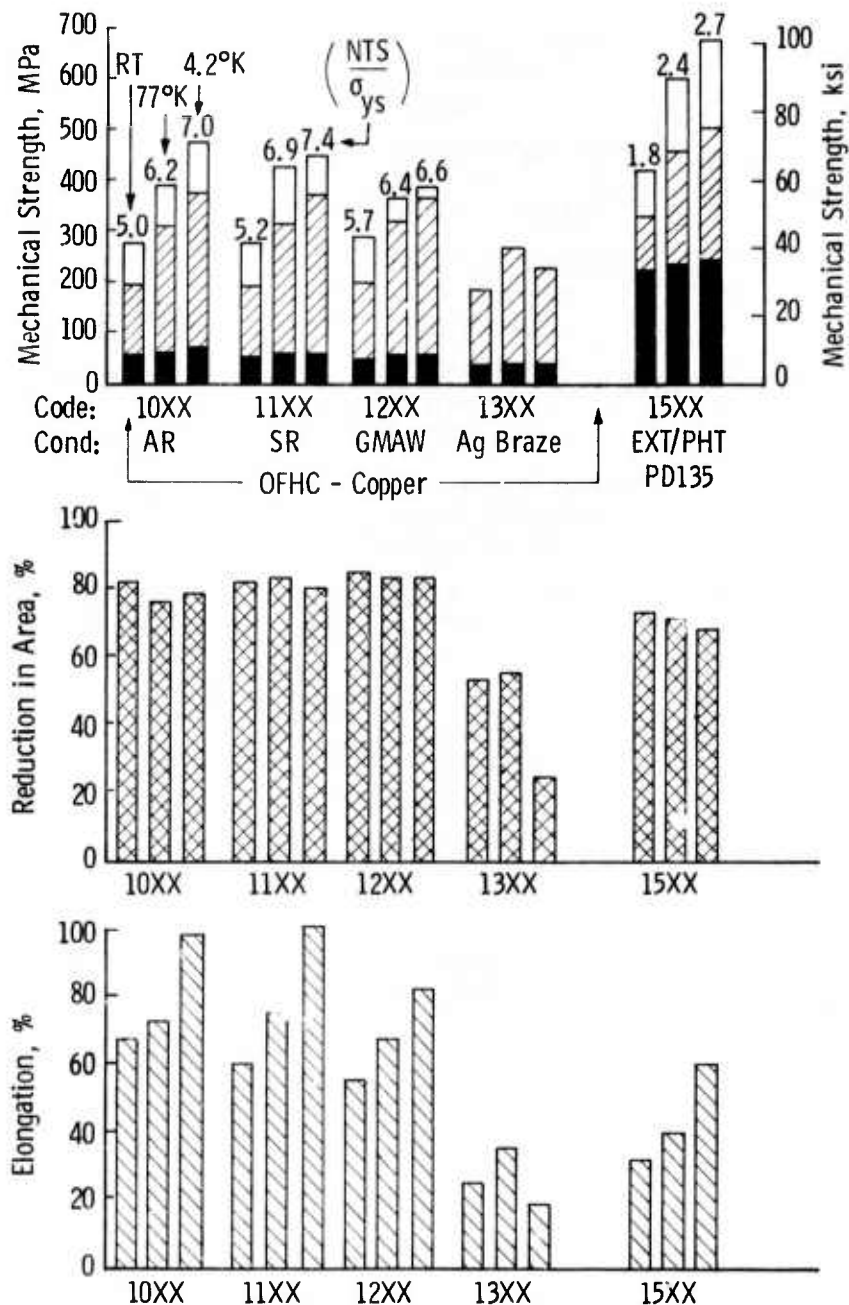 Mechanical Strength, MPa
700
600
500
400
300
200
100
0
RT
77°K
4.2°K
(NTS/σys)
5.0
6.2
7.0
5.2
6.9
7.4
5.7
6.4
6.6
1.8
2.4
2.7
100
80
60
40
20
0
Mechanical Strength, ksi
Code: 10XX 11XX 12XX 13XX 15XX
Cond: AR SR GMAW Ag Braze EXT/PHT
PD135
OFHC - Copper
Reduction in Area, %
100
80
60
40
20
0
10XX 11XX 12XX 13XX 15XX
Elongation, %
100
80
60
40
20
0
10XX 11XX 12XX 13XX 15XX